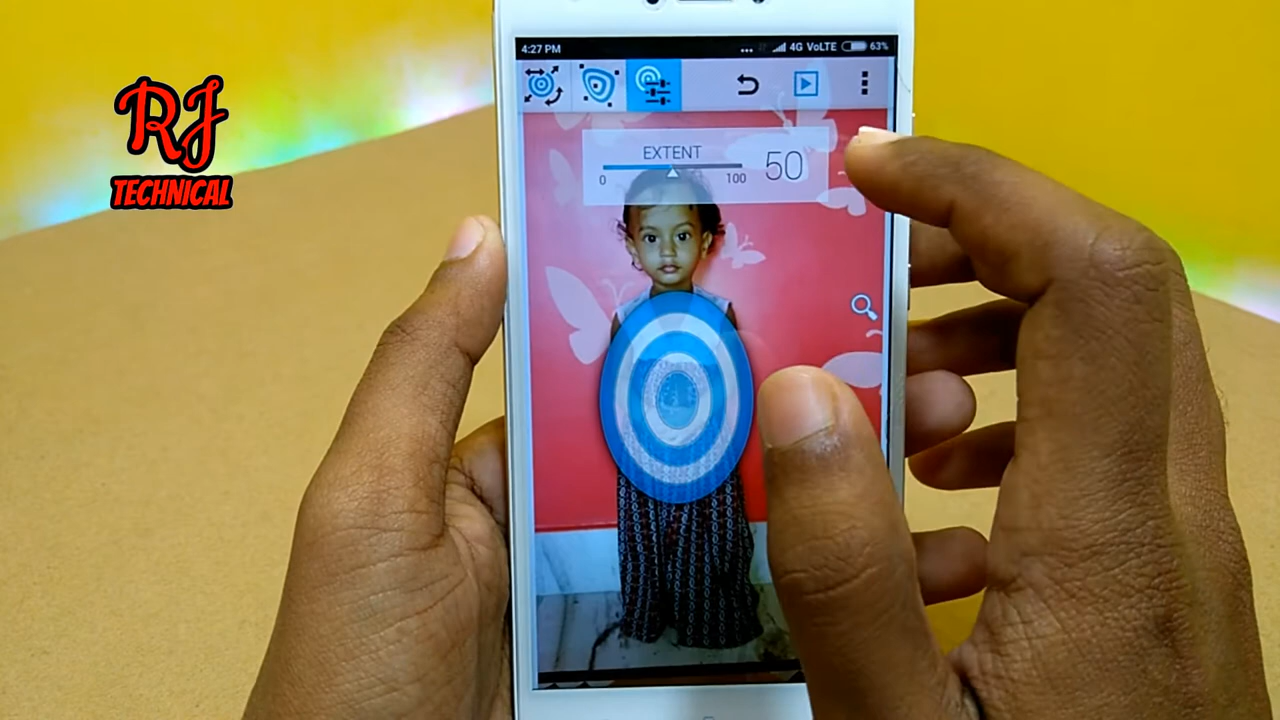 RJ
TECHNICAL
4:27 PM
... 4G VoLTE 63%
EXTENT
50
0
100